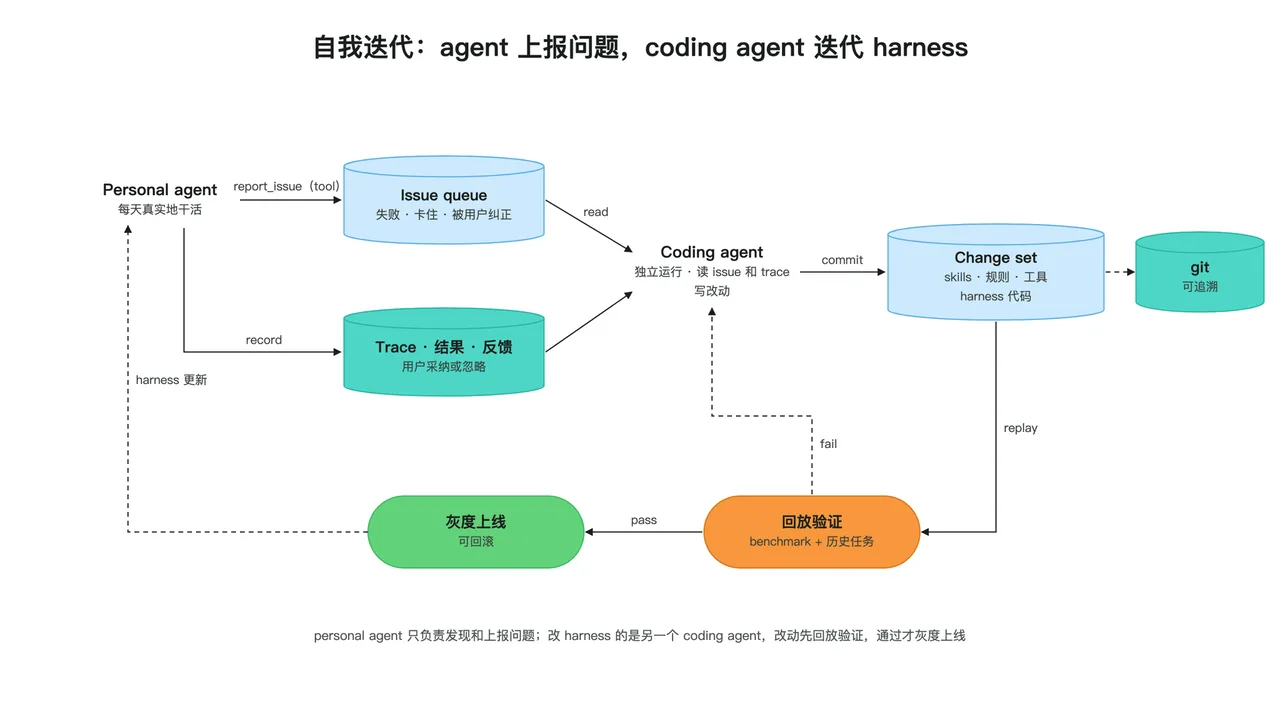 自我迭代：agent 上报问题，coding agent 迭代 harness
Personal agent
每天真实地干活
report_issue（tool）
Issue queue
失败 · 卡住 · 被用户纠正
read
Coding agent
独立运行 · 读 issue 和 trace
写改动
commit
Change set
skills · 规则 · 工具
harness 代码
git
可追溯
record
Trace · 结果 · 反馈
用户采纳或忽略
harness 更新
fail
replay
灰度上线
可回滚
pass
回放验证
benchmark + 历史任务
personal agent 只负责发现和上报问题；改 harness 的是另一个 coding agent，改动先回放验证，通过才灰度上线